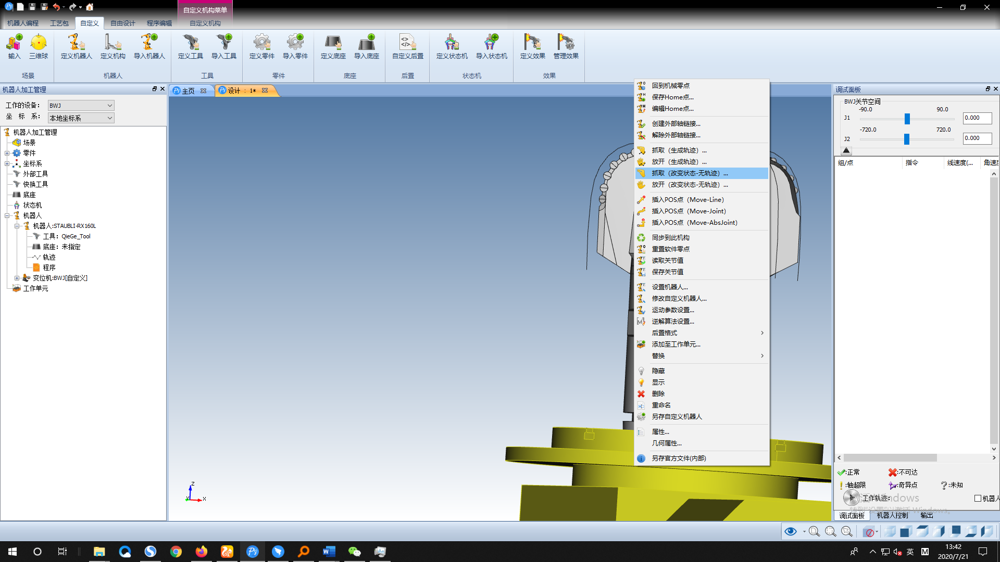 自定义机构菜单
机器人编程 工艺包 自定义 自由设计 程序编辑 自定义机构
输入 三维球 定义机器人 定义机构 导入机器人 定义工具 导入工具 定义零件 导入零件 定义底座 导入底座 自定义后置 定义状态机 导入状态机 定义效果 管理效果
场景 机器人 工具 零件 底座 后置 状态机 效果
机器人加工管理
工作的设备: BWJ
坐 标 系: 本地坐标系
机器人加工管理
场景
零件
坐标系
外部工具
快换工具
底座
状态机
机器人
机器人:STAUBLI-RX160L
工具: QieGe_Tool
底座: 未指定
轨迹
程序
变位机:BWJ[自定义]
工作单元
主页 设计 : 1*
Z
Y
X
回到机械零点
保存Home点...
编辑Home点...
创建外部轴链接...
解除外部轴链接...
抓取（生成轨迹）...
放开（生成轨迹）...
抓取（改变状态-无轨迹）...
放开（改变状态-无轨迹）...
插入POS点（Move-Line)
插入POS点（Move-Joint)
插入POS点（Move-AbsJoint)
同步到此机构
重置软件零点
读取关节值
保存关节值
设置机器人...
修改自定义机器人...
运动参数设置...
逆解算法设置...
后置格式
添加至工作单元...
替换
隐藏
显示
删除
重命名
另存自定义机器人
属性...
几何属性...
另存官方文件(内部)
调试面板
BWJ关节空间
-90.0 90.0
J1 0.000
-720.0 720.0
J2 0.000
组/点 指令 线速度(... 角速度
:正常 :不可达
:轴超限 :奇异点 :未知
工作轨迹: 机器人
激活 Windows
转到"设置"以激活 Windows。
调试面板 机器人控制 输出
英 M
13:42
2020/7/21